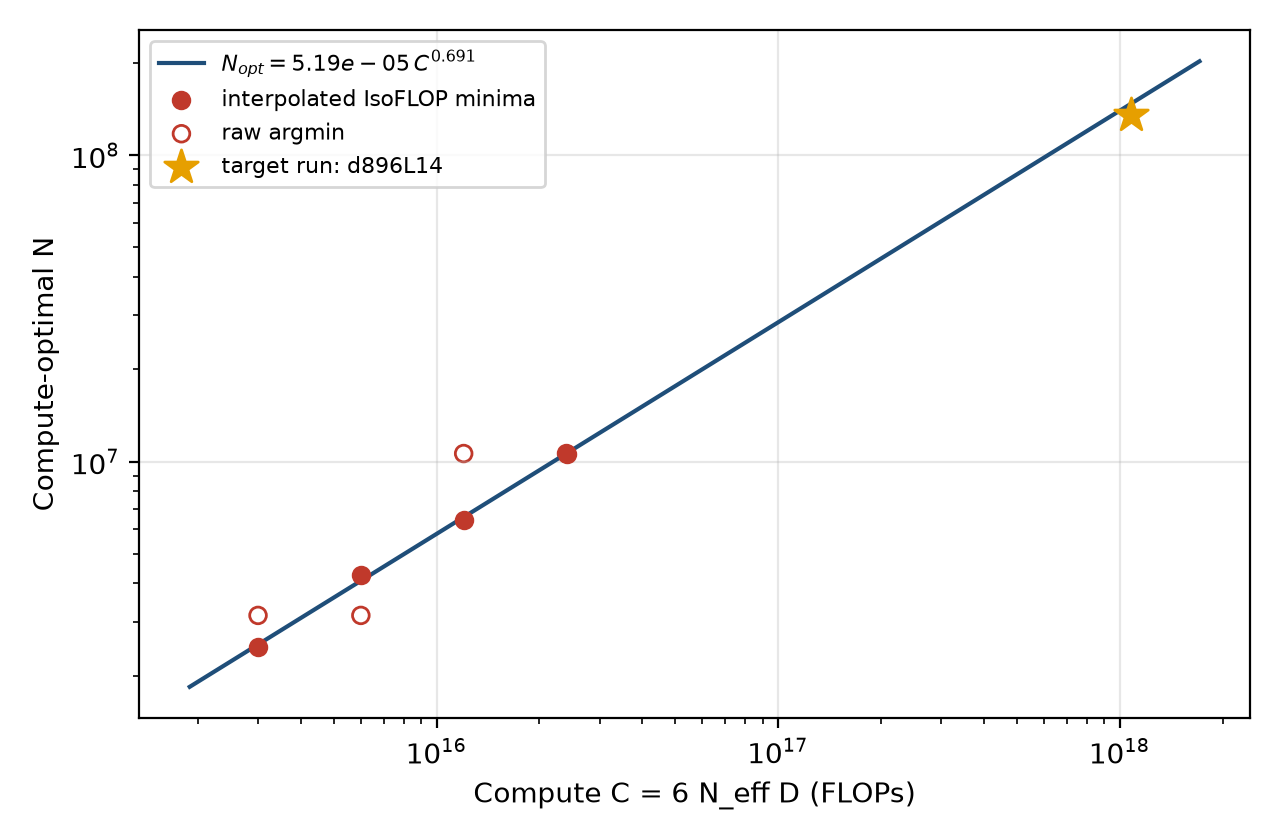 N_opt = 5.19e − 05 C^0.691
interpolated IsoFLOP minima
raw argmin
target run: d896L14
Compute-optimal N
10^8
10^7
10^16
10^17
10^18
Compute C = 6 N_eff D (FLOPs)